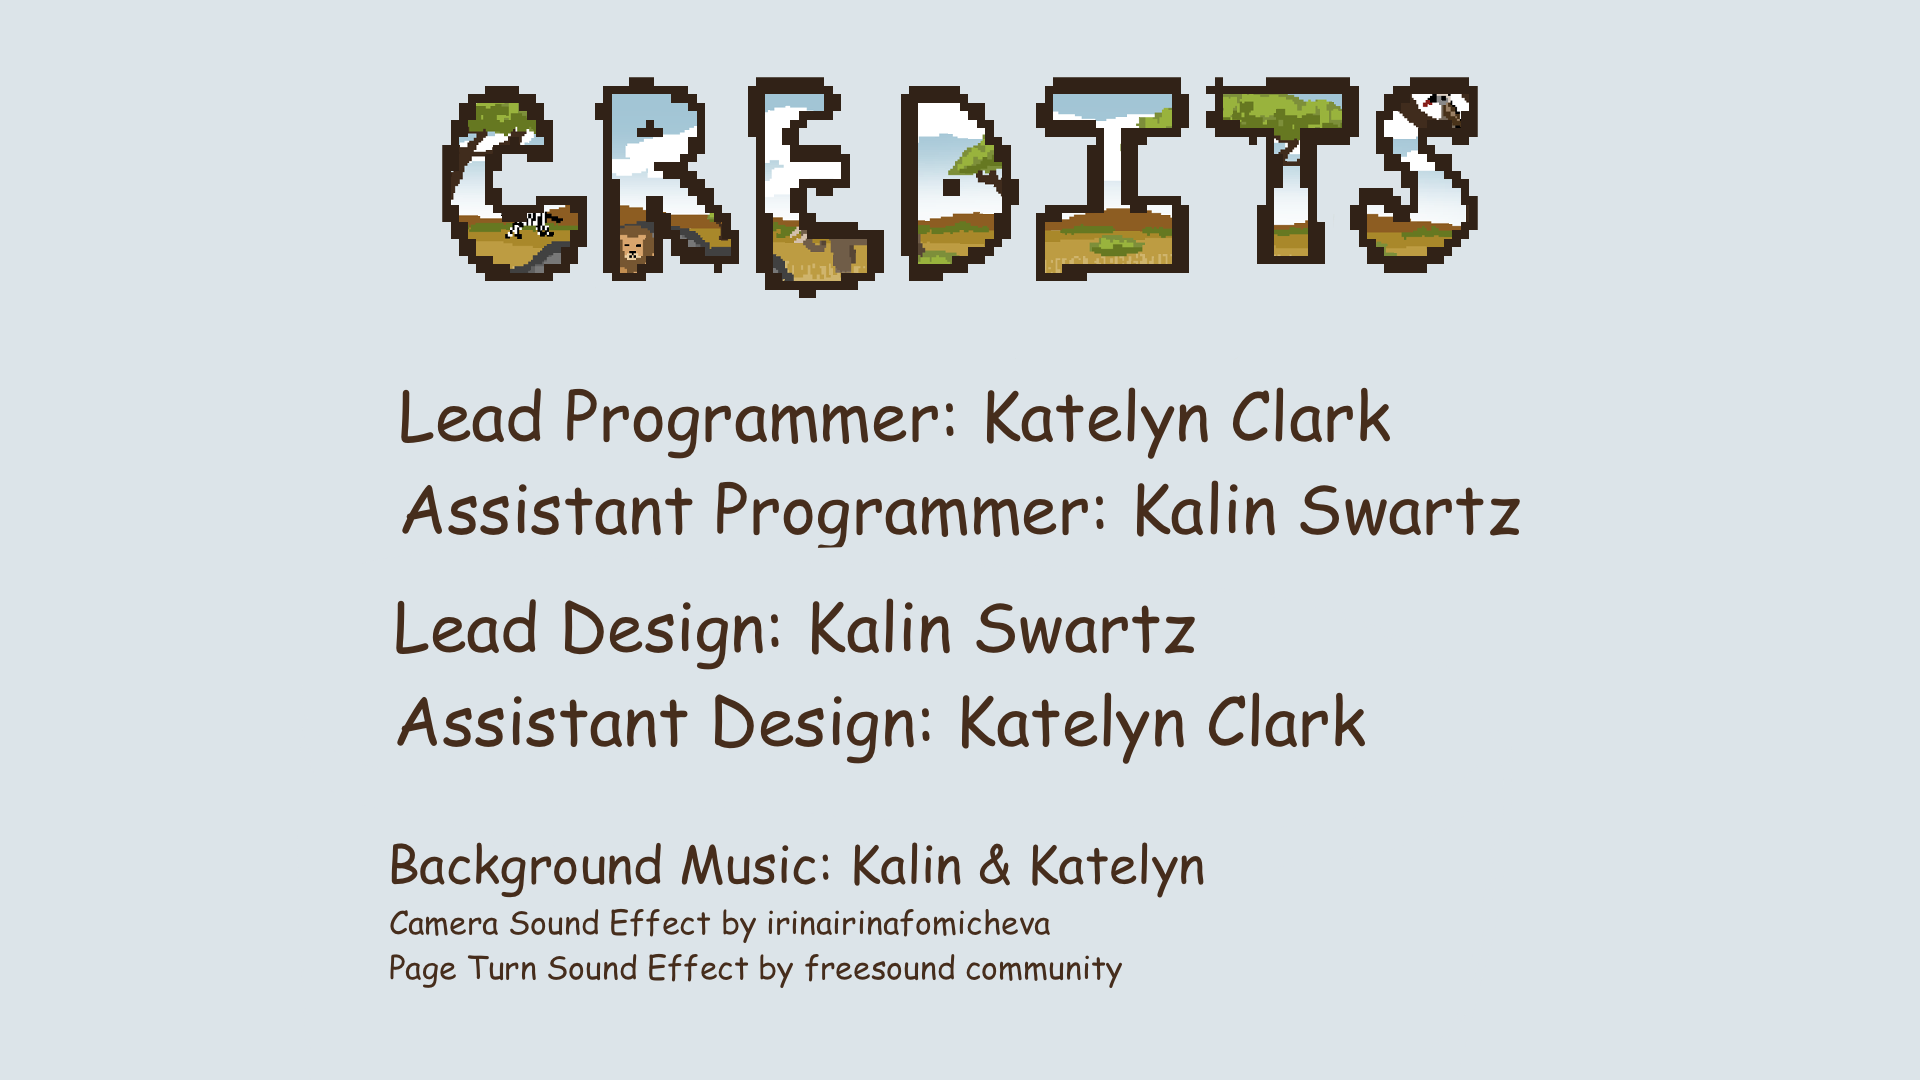 CREDITS
Lead Programmer: Katelyn Clark
Assistant Programmer: Kalin Swartz
Lead Design: Kalin Swartz
Assistant Design: Katelyn Clark
Background Music: Kalin & Katelyn
Camera Sound Effect by irinairinafomicheva
Page Turn Sound Effect by freesound community